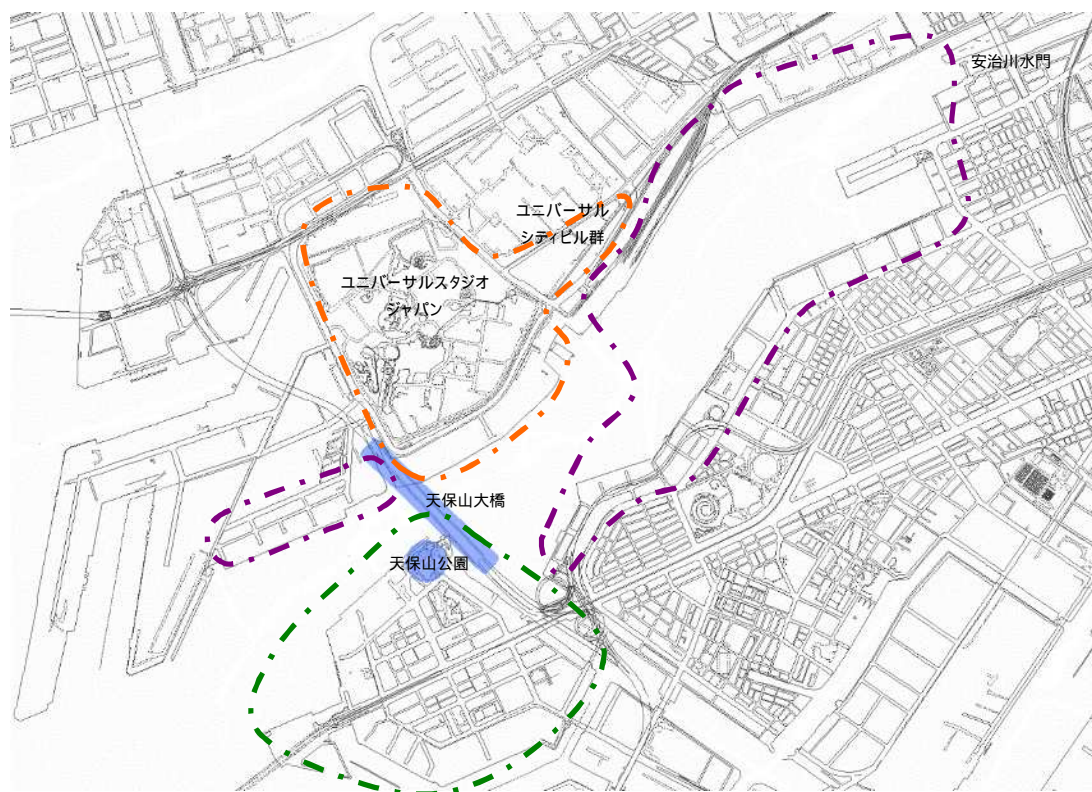 安治川水門
ユニバーサル
シティビル群
ユニバーサルスタジオ
ジャパン
天保山大橋
天保山公園